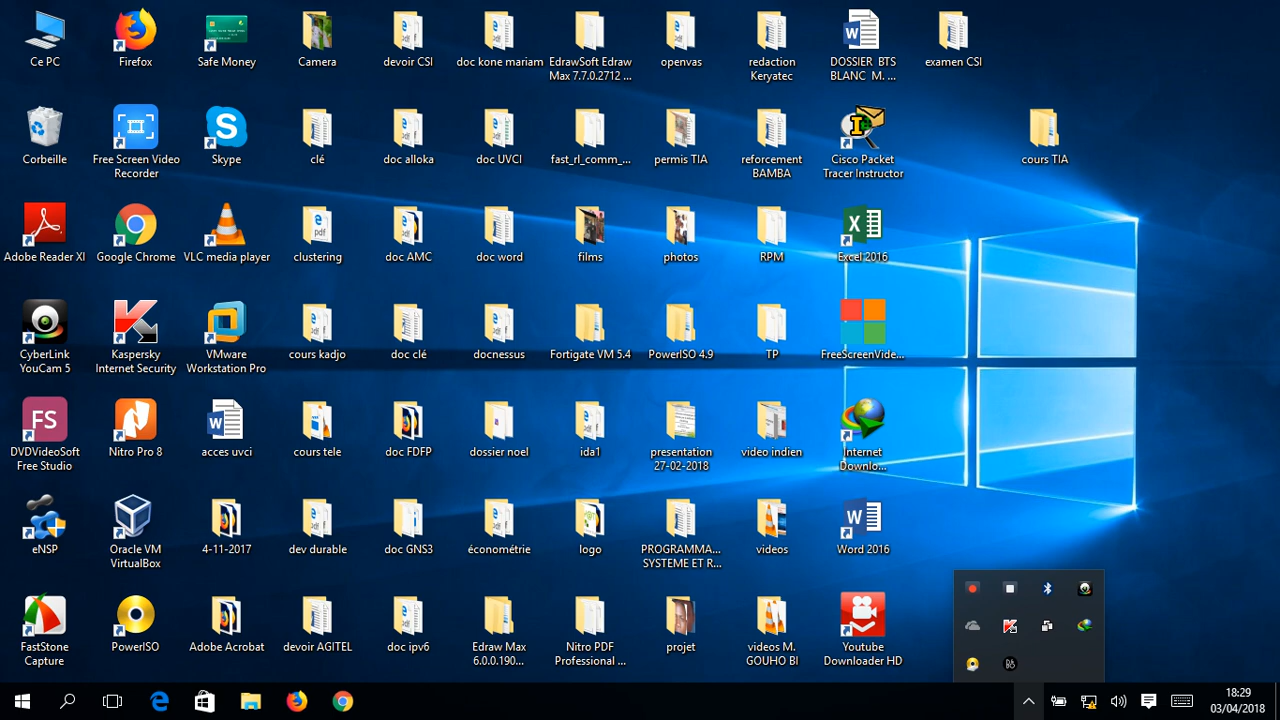 Ce PC
Firefox
Safe Money
Camera
devoir CSI
doc kone mariam
EdrawSoft Edraw
Max 7.7.0.2712 ...
openvas
redaction
Keryatec
DOSSIER BTS
BLANC M. ...
examen CSI
Corbeille
Free Screen Video
Recorder
Skype
clé
doc alloka
doc UVCI
fast_rl_comm_...
permis TIA
reforcement
BAMBA
Cisco Packet
Tracer Instructor
cours TIA
Adobe Reader XI
Google Chrome
VLC media player
clustering
doc AMC
doc word
films
photos
RPM
Excel 2016
CyberLink
YouCam 5
Kaspersky
Internet Security
VMware
Workstation Pro
cours kadjo
doc clé
docnessus
Fortigate VM 5.4
PowerISO 4.9
TP
FreeScreenVide...
FS
DVDVideoSoft
Free Studio
Nitro Pro 8
acces uvci
cours tele
doc FDFP
dossier noel
ida1
presentation
27-02-2018
video indien
Internet
Downlo...
eNSP
Oracle VM
VirtualBox
4-11-2017
dev durable
doc GNS3
économétrie
logo
PROGRAMMA...
SYSTEME ET R...
videos
Word 2016
FastStone
Capture
PowerISO
Adobe Acrobat
devoir AGITEL
doc ipv6
Edraw Max
6.0.0.190...
Nitro PDF
Professional ...
projet
videos M.
GOUHO BI
Youtube
Downloader HD
18:29
03/04/2018